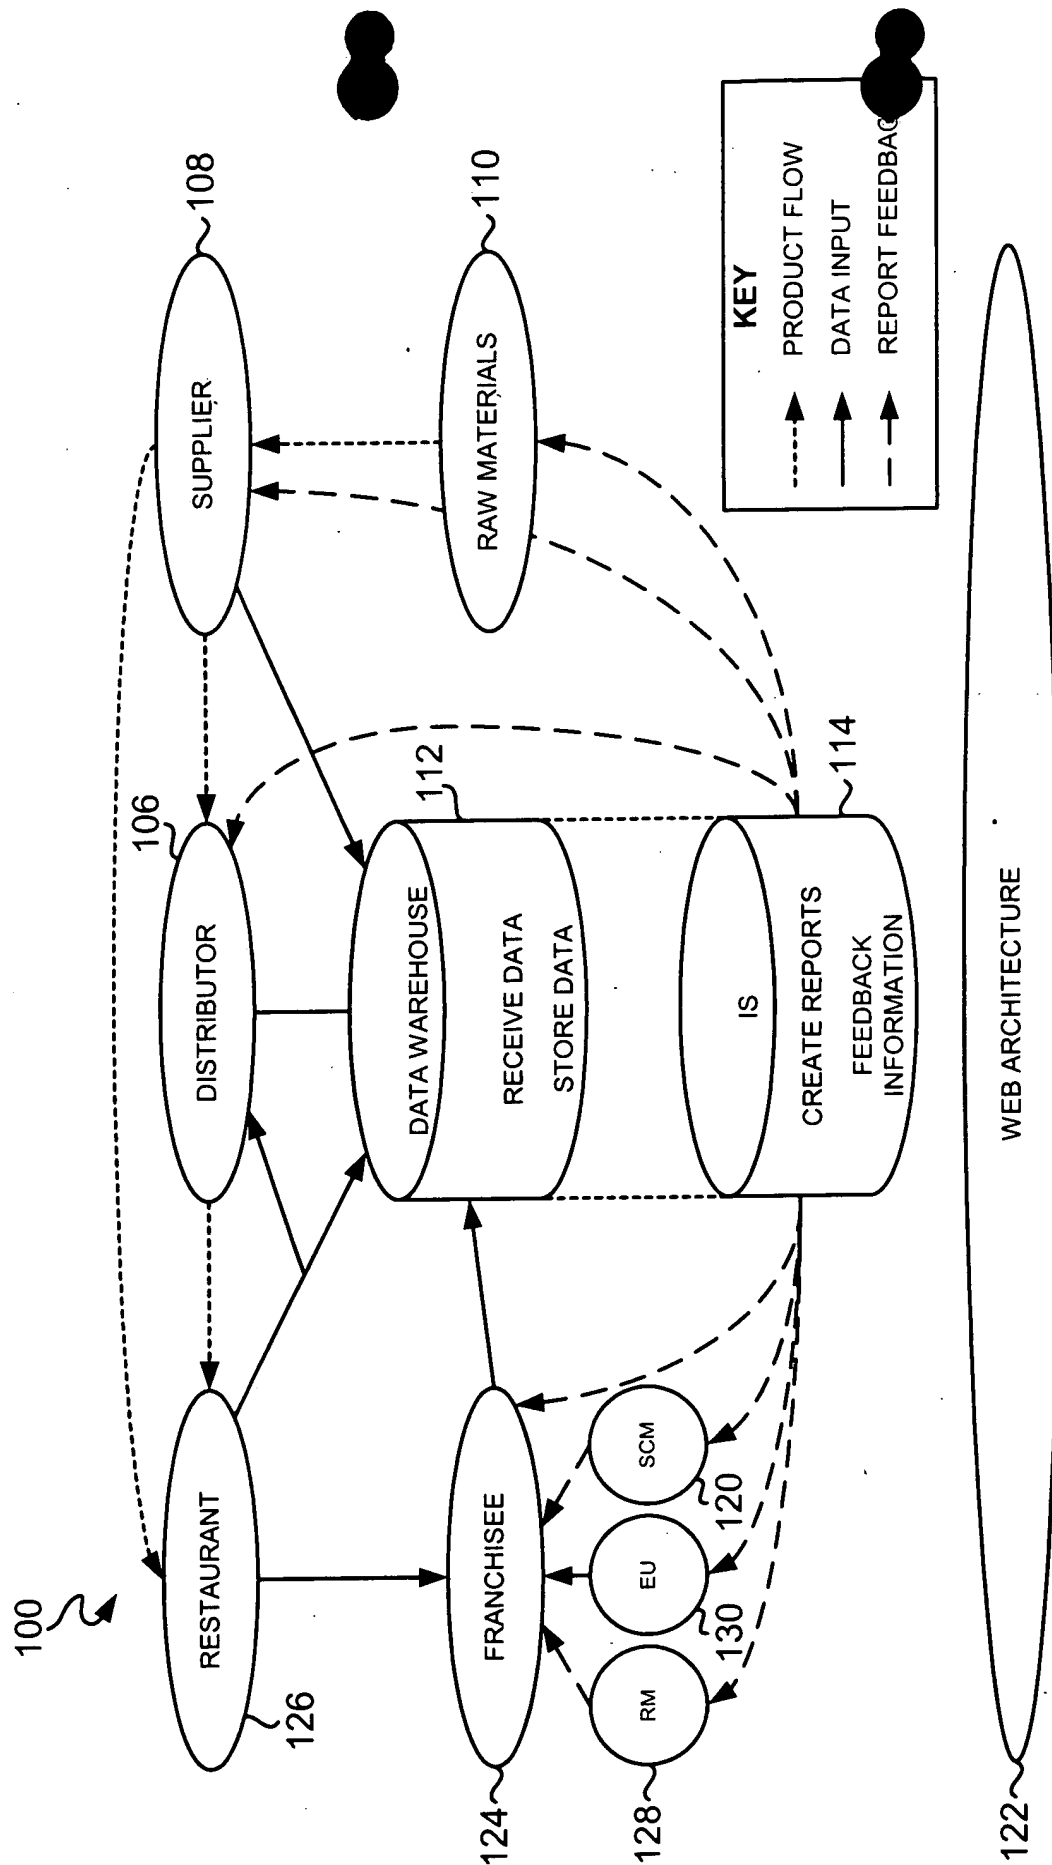 100
RESTAURANT
126
DISTRIBUTOR
106
SUPPLIER
108
FRANCHISEE
124
DATA WAREHOUSE
RECEIVE DATA
STORE DATA
112
RAW MATERIALS
110
RM
128
EU
130
SCM
120
IS
CREATE REPORTS
FEEDBACK
INFORMATION
114
KEY
PRODUCT FLOW
DATA INPUT
REPORT FEEDBAC
WEB ARCHITECTURE
122